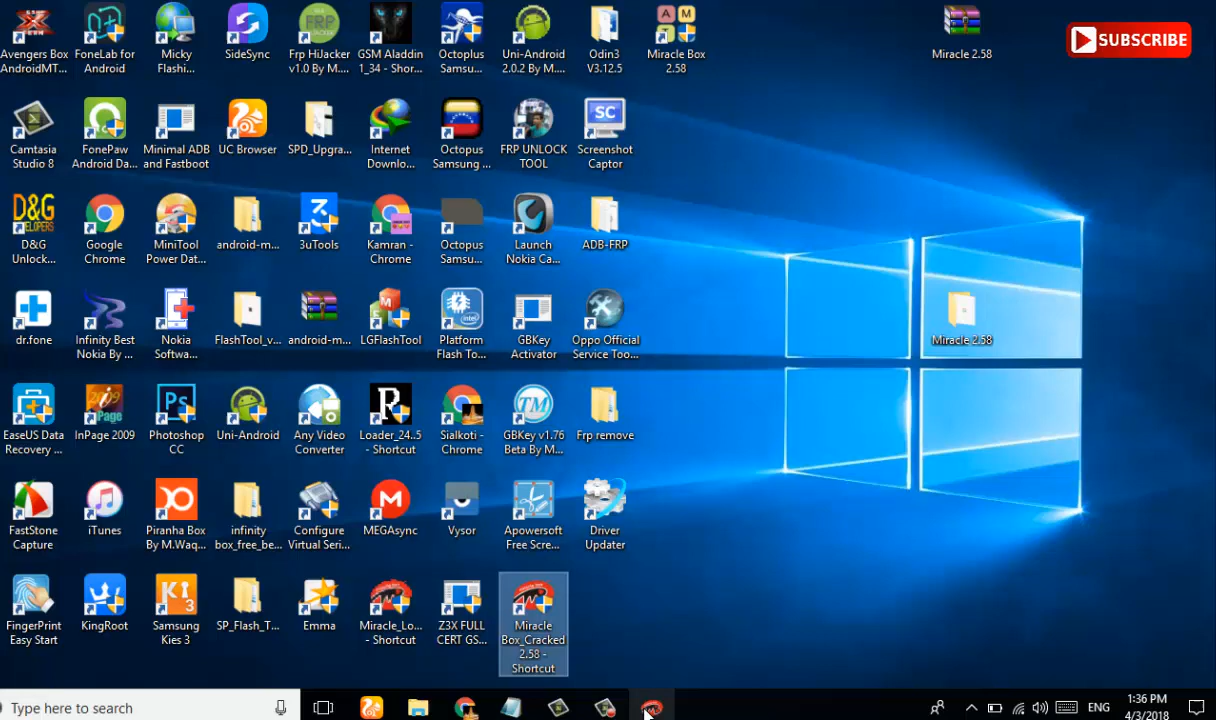 Avengers Box
AndroidMT...
FoneLab for
Android
Micky
Flashi...
SideSync
FRP
Frp HiJacker
v1.0 By M....
GSM Aladdin
1_34 - Shor...
Octoplus
Samsu...
Uni-Android
2.0.2 By M....
Odin3
V3.12.5
A M
Miracle Box
2.58
Miracle 2.58
SUBSCRIBE
Camtasia
Studio 8
FonePaw
Android Da...
Minimal ADB
and Fastboot
UC Browser
SPD_Upgra...
Internet
Downlo...
Octopus
Samsung ...
FRP UNLOCK
TOOL
SC
Screenshot
Captor
D&G
D&G
Unlock...
Google
Chrome
MiniTool
Power Dat...
android-m...
3uTools
Kamran -
Chrome
Octopus
Samsu...
Launch
Nokia Ca...
ADB-FRP
dr.fone
Infinity Best
Nokia By ...
Nokia
Softwa...
FlashTool_v...
android-m...
LGFlashTool
Platform
Flash To...
GBKey
Activator
Oppo Official
Service Too...
Miracle 2.58
EaseUS Data
Recovery ...
InPage 2009
Ps
Photoshop
CC
Uni-Android
Any Video
Converter
R
Loader_24..5
- Shortcut
Sialkoti -
Chrome
TM
GBKey v1.76
Beta By M...
Frp remove
FastStone
Capture
iTunes
Piranha Box
By M.Waq...
infinity
box_free_be...
Configure
Virtual Seri...
M
MEGAsync
Vysor
Apowersoft
Free Scre...
Driver
Updater
FingerPrint
Easy Start
KingRoot
K
3
Samsung
Kies 3
SP_Flash_T...
Emma
Miracle_Lo...
- Shortcut
Z3X FULL
CERT GS...
Miracle
Box_Cracked
2.58 -
Shortcut
Type here to search
ENG
1:36 PM
4/3/2018